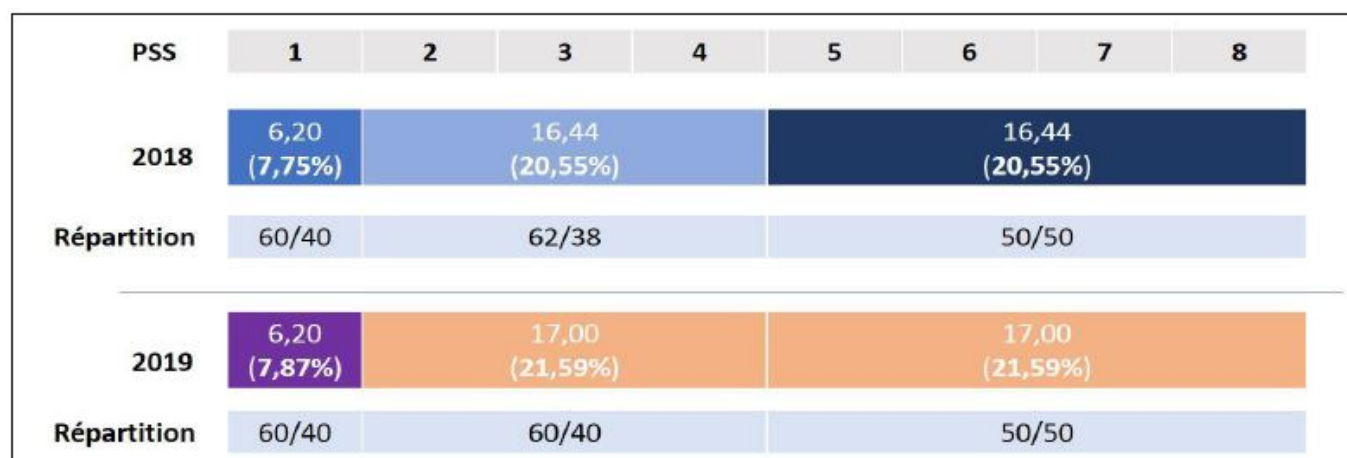 PSS 1 2 3 4 5 6 7 8
6,20 16,44 16,44
2018
(7,75%) (20,55%) (20,55%)
Répartition 60/40 62/38 50/50
6,20 17,00 17,00
2019
(7,87%) (21,59%) (21,59%)
Répartition 60/40 60/40 50/50